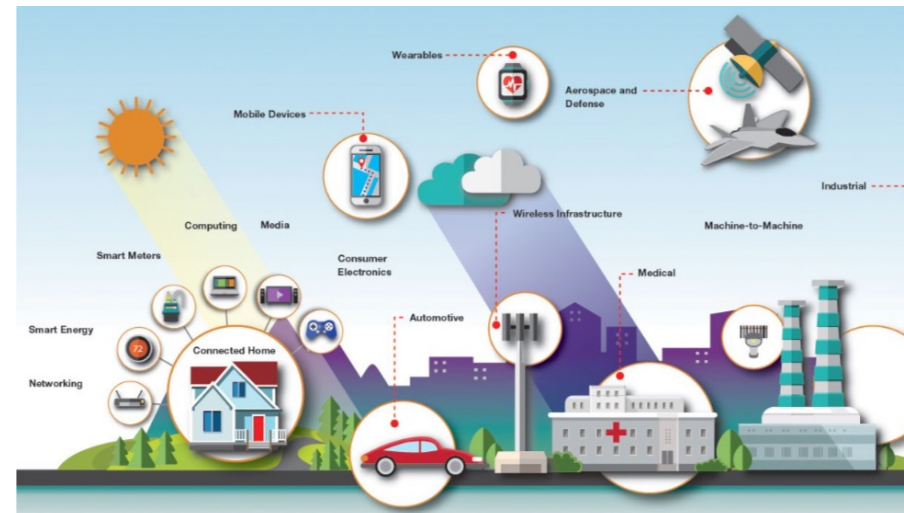 Wearables
Aerospace and
Defense
Mobile Devices
Industrial
Wireless Infrastructure
Computing
Media
Machine-to-Machine
Smart Meters
Consumer
Electronics
Medical
Automotive
Smart Energy
72
Connected Home
Networking